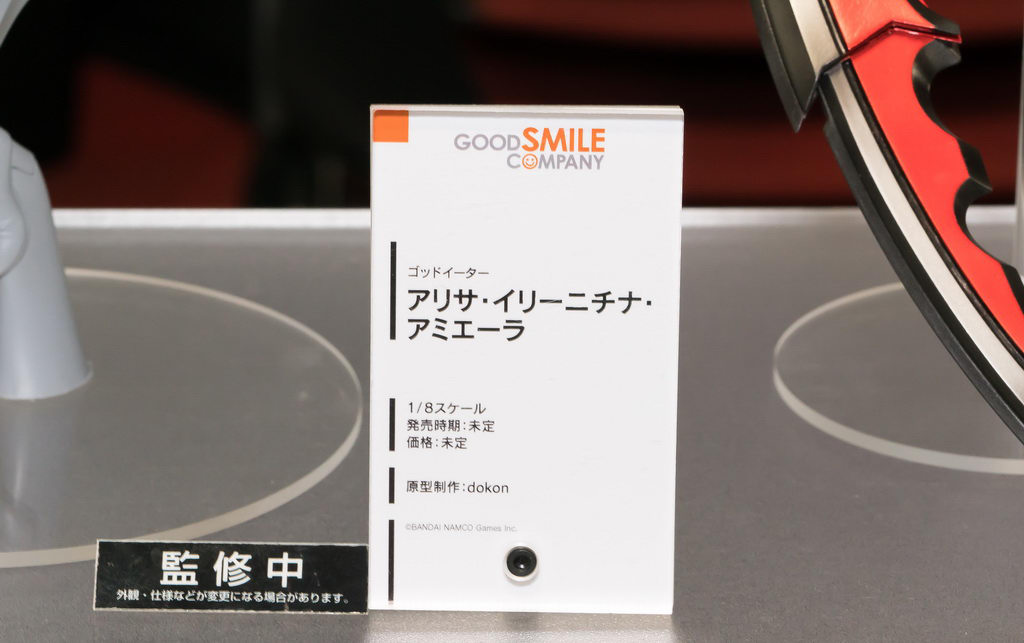 GOODSMILE
COMPANY
ゴッドイーター
アリサ・イリーニチナ・
アミエーラ
1/8スケール
発売時期：未定
価格：未定
原型制作：dokon
©BANDAI NAMCO Games Inc.
監修中
外観・仕様などが変更になる場合があります。